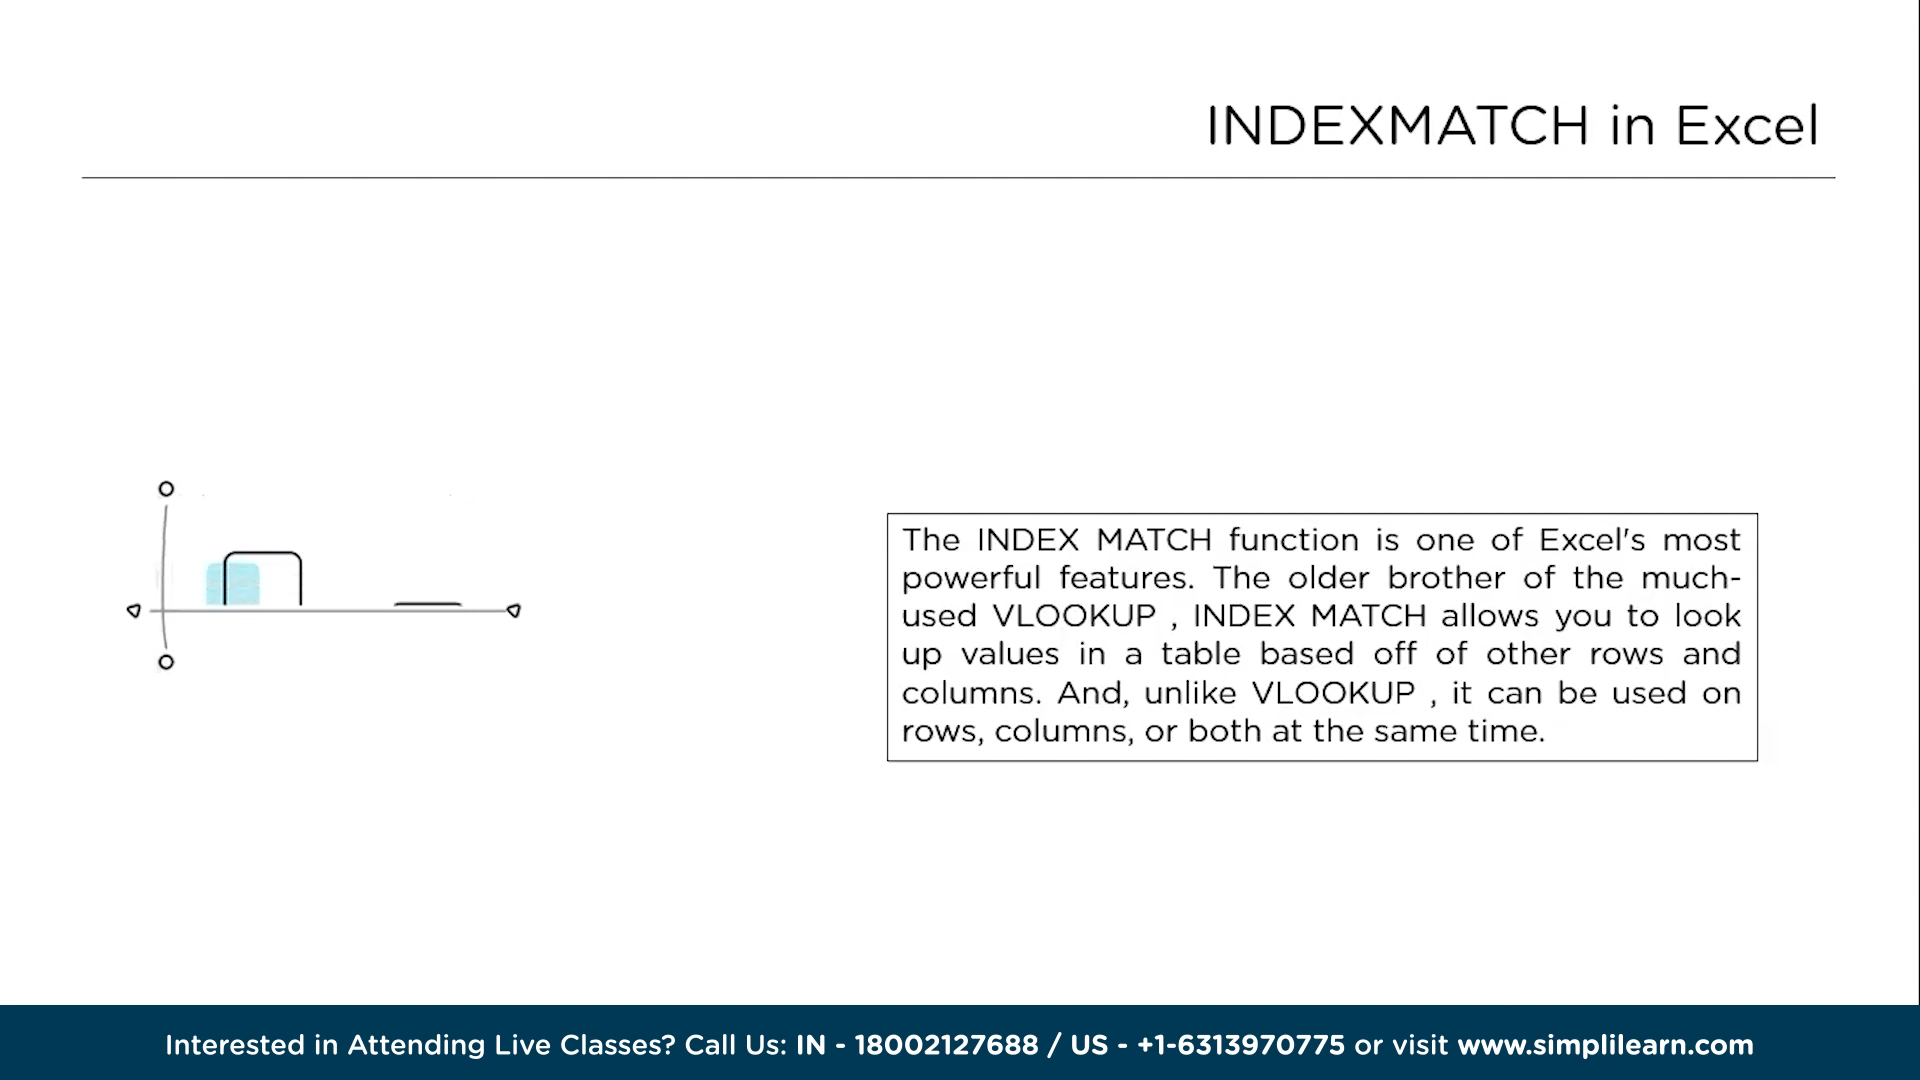 INDEXMATCH in Excel
The INDEX MATCH function is one of Excel's most
powerful features. The older brother of the much-
used VLOOKUP , INDEX MATCH allows you to look
up values in a table based off of other rows and
columns. And, unlike VLOOKUP , it can be used on
rows, columns, or both at the same time.
Interested in Attending Live Classes? Call Us: IN - 18002127688 / US - +1-6313970775 or visit www.simplilearn.com